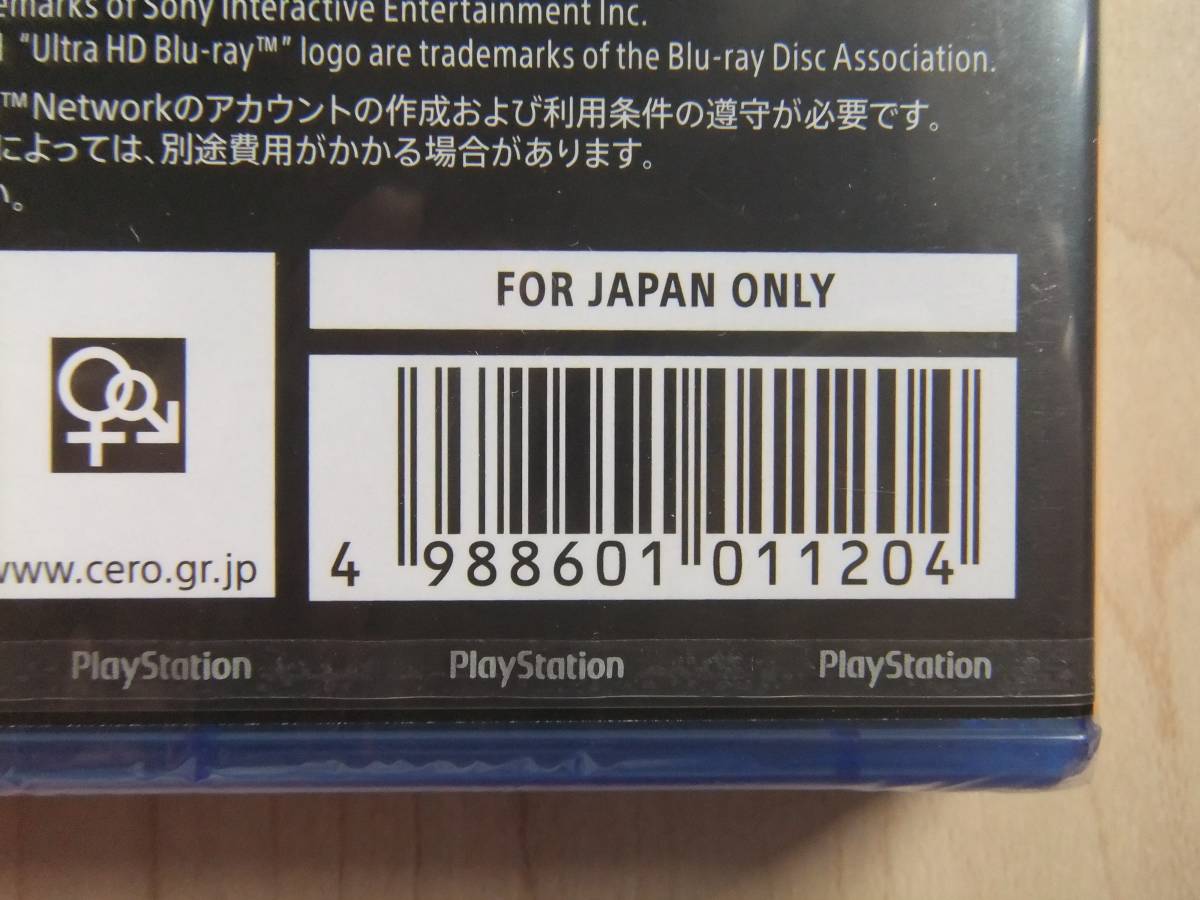 of Sony Interactive Entertainment Inc.
“Ultra HD Blu-ray™” logo are trademarks of the Blu-ray Disc Association.
™Networkのアカウントの作成および利用条件の遵守が必要です。
によっては、別途費用がかかる場合があります。
い。
FOR JAPAN ONLY
www.cero.gr.jp
4 988601 011204
PlayStation PlayStation PlayStation